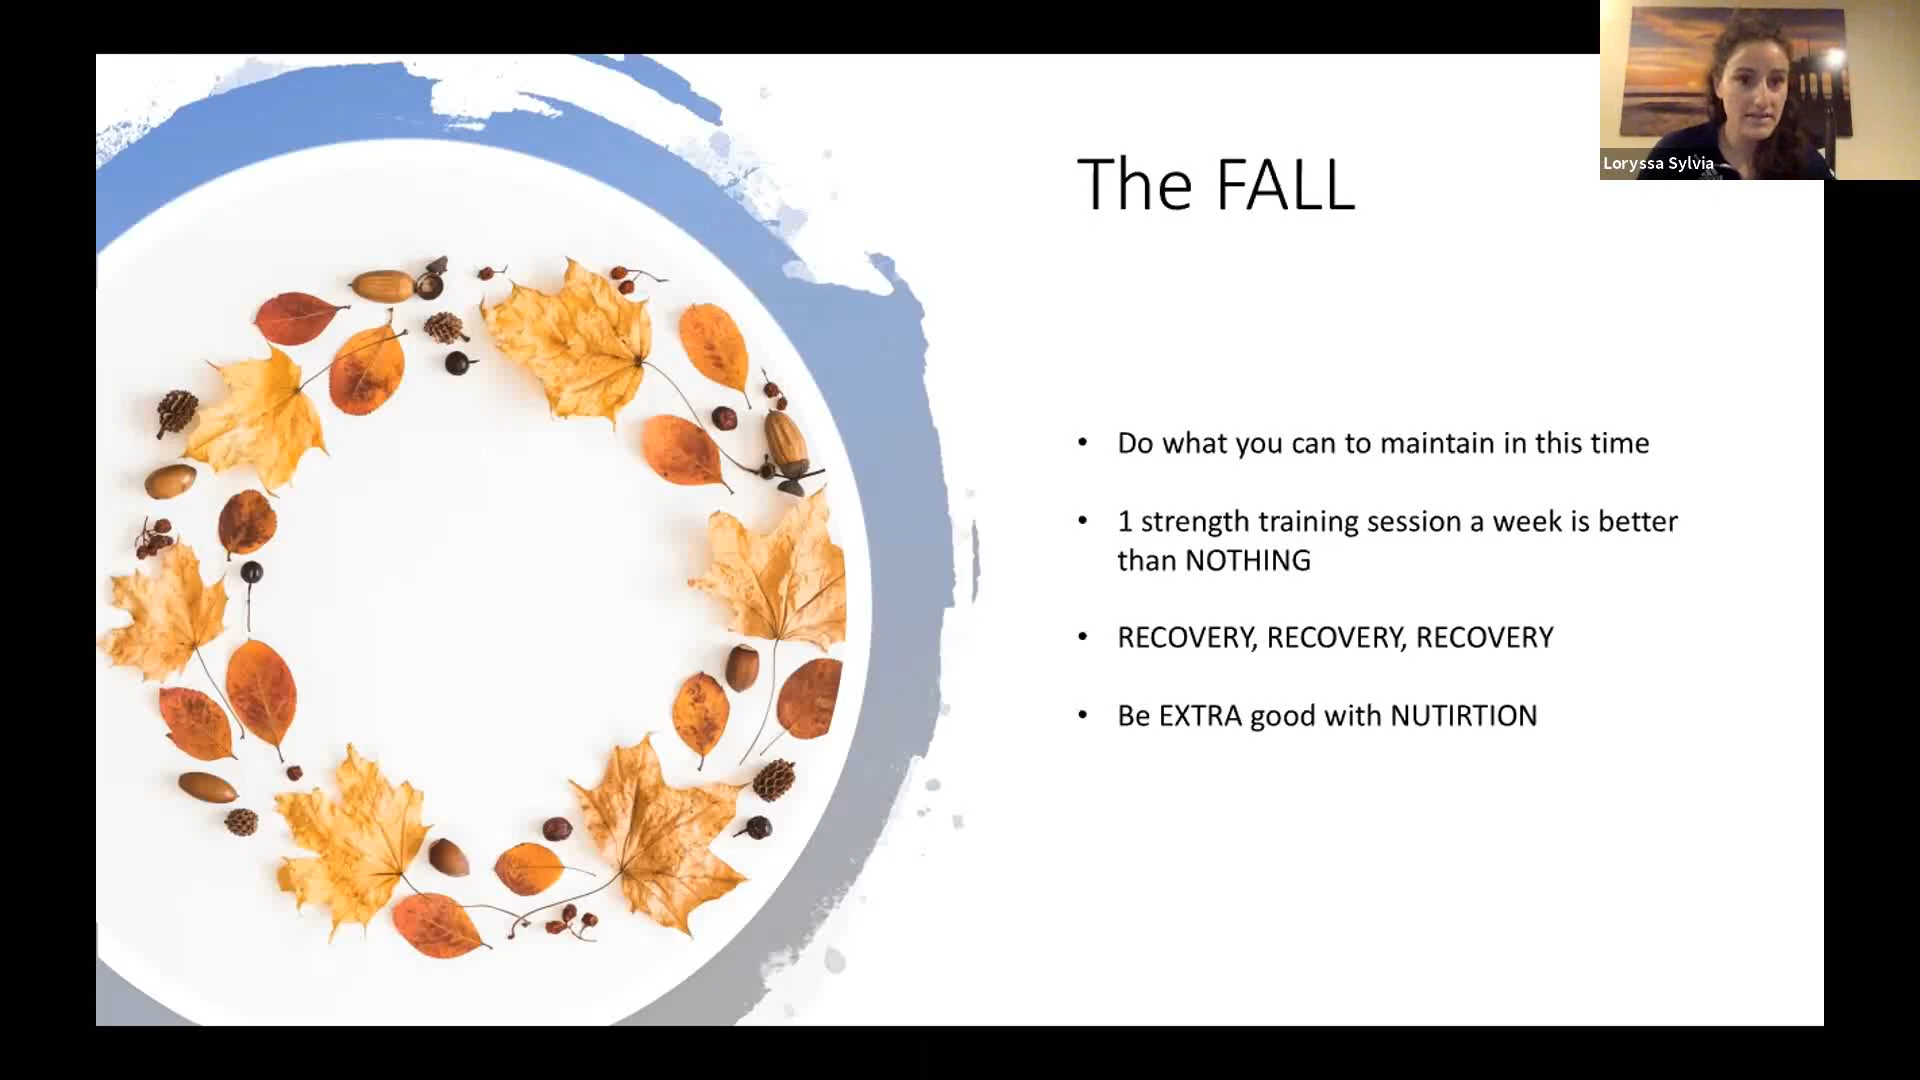 Loryssa Sylvia
The FALL
• Do what you can to maintain in this time
• 1 strength training session a week is better
than NOTHING
• RECOVERY, RECOVERY, RECOVERY
• Be EXTRA good with NUTIRTION